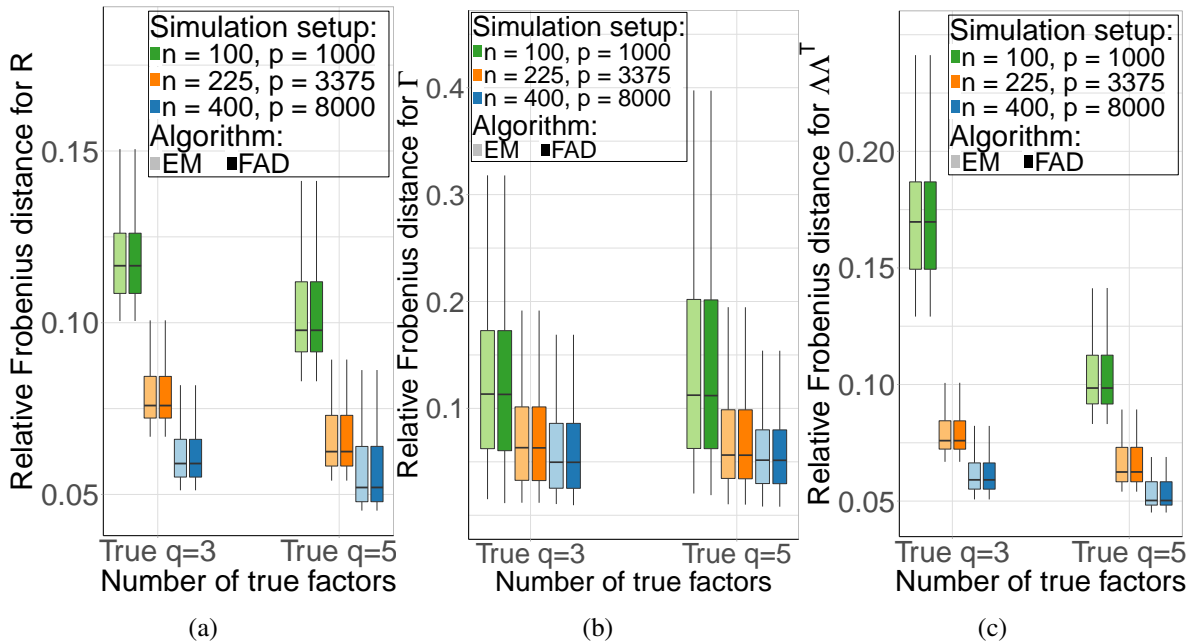 Relative Frobenius distance for R
Simulation setup:
n = 100, p = 1000
n = 225, p = 3375
n = 400, p = 8000
Algorithm:
EM FAD
0.15
0.10
0.05
True q=3 True q=5
Number of true factors
(a)
Relative Frobenius distance for Γ
Simulation setup:
n = 100, p = 1000
n = 225, p = 3375
n = 400, p = 8000
Algorithm:
EM FAD
0.4
0.3
0.2
0.1
True q=3 True q=5
Number of true factors
(b)
Relative Frobenius distance for ΛΛ⊤
Simulation setup:
n = 100, p = 1000
n = 225, p = 3375
n = 400, p = 8000
Algorithm:
EM FAD
0.20
0.15
0.10
0.05
True q=3 True q=5
Number of true factors
(c)